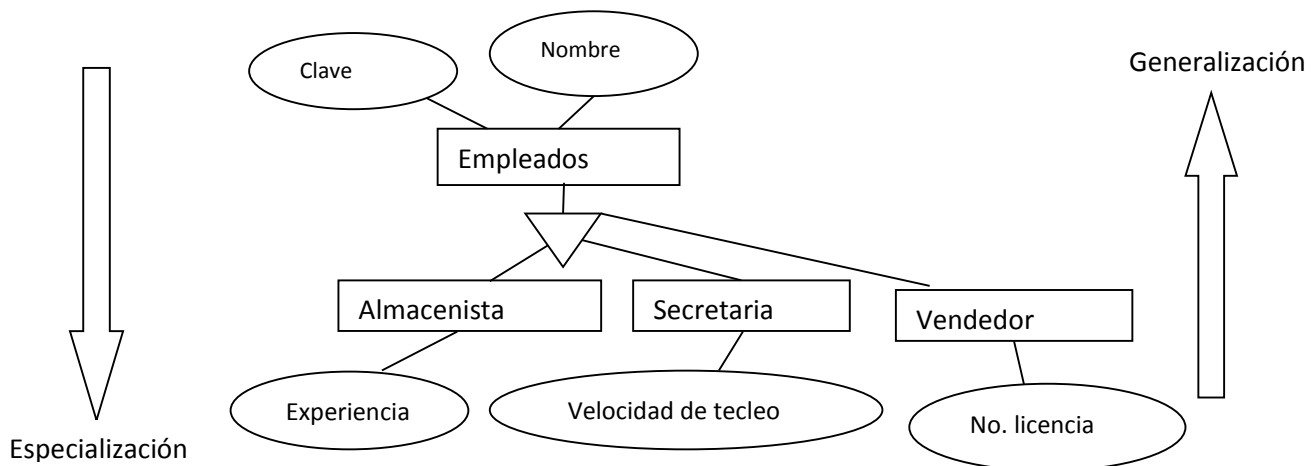 Nombre
Clave
Generalización
Empleados
Almacenista
Secretaria
Vendedor
Experiencia
Velocidad de tecleo
No. licencia
Especialización